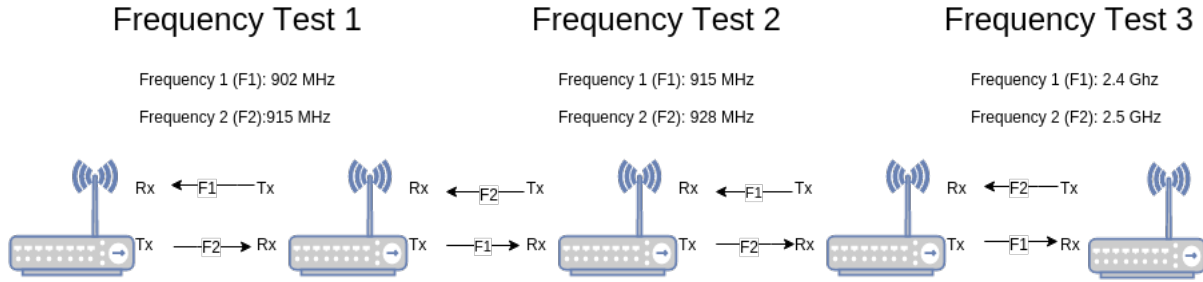 Frequency Test 1
Frequency Test 2
Frequency Test 3
Frequency 1 (F1): 902 MHz
Frequency 1 (F1): 915 MHz
Frequency 1 (F1): 2.4 Ghz
Frequency 2 (F2):915 MHz
Frequency 2 (F2): 928 MHz
Frequency 2 (F2): 2.5 GHz
Rx F1 Tx Rx F2 Tx Rx F1 Tx Rx F2 Tx
Tx F2 Rx Tx F1 Rx Tx F2 Rx Tx F1 Rx